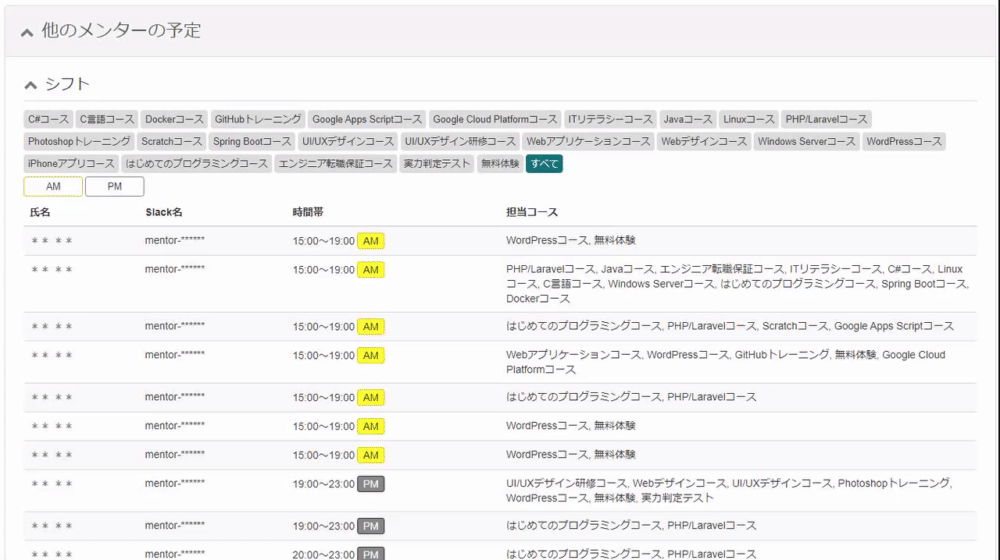 他のメンターの予定
シフト
C#コース C言語コース Dockerコース GitHubトレーニング Google Apps Scriptコース Google Cloud Platformコース ITリテラシーコース Javaコース Linuxコース PHP/Laravelコース
Photoshopトレーニング Scratchコース Spring Bootコース UI/UXデザインコース UI/UXデザイン研修コース Webアプリケーションコース Webデザインコース Windows Serverコース WordPressコース
iPhoneアプリコース はじめてのプログラミングコース エンジニア転職保証コース 実力判定テスト 無料体験 すべて
AM PM
氏名 Slack名 時間帯 担当コース
＊＊＊＊ mentor-****** 15:00～19:00 AM WordPressコース, 無料体験
＊＊＊＊ mentor-****** 15:00～19:00 AM PHP/Laravelコース, Javaコース, エンジニア転職保証コース, ITリテラシーコース, C#コース, Linux
コース, C言語コース, Windows Serverコース, はじめてのプログラミングコース, Spring Bootコース,
Dockerコース
＊＊＊＊ mentor-****** 15:00～19:00 AM はじめてのプログラミングコース, PHP/Laravelコース, Scratchコース, Google Apps Scriptコース
＊＊＊＊ mentor-****** 15:00～19:00 AM Webアプリケーションコース, WordPressコース, GitHubトレーニング, 無料体験, Google Cloud
Platformコース
＊＊＊＊ mentor-****** 15:00～19:00 AM はじめてのプログラミングコース, PHP/Laravelコース
＊＊＊＊ mentor-****** 15:00～19:00 AM WordPressコース, 無料体験
＊＊＊＊ mentor-****** 15:00～19:00 AM WordPressコース, 無料体験
＊＊＊＊ mentor-****** 19:00～23:00 PM UI/UXデザイン研修コース, Webデザインコース, UI/UXデザインコース, Photoshopトレーニング,
WordPressコース, 無料体験, 実力判定テスト
＊＊＊＊ mentor-****** 19:00～23:00 PM はじめてのプログラミングコース, PHP/Laravelコース
＊＊＊＊ mentor-****** 20:00～23:00 PM はじめてのプログラミングコース, PHP/Laravelコース